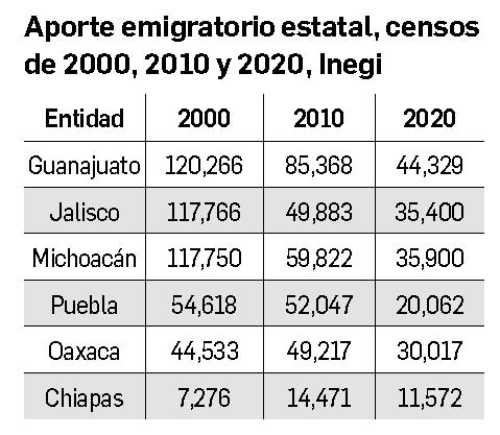 Aporte emigratorio estatal, censos
de 2000, 2010 y 2020, Inegi
Entidad 2000 2010 2020
Guanajuato 120,266 85,368 44,329
Jalisco 117,766 49,883 35,400
Michoacán 117,750 59,822 35,900
Puebla 54,618 52,047 20,062
Oaxaca 44,533 49,217 30,017
Chiapas 7,276 14,471 11,572